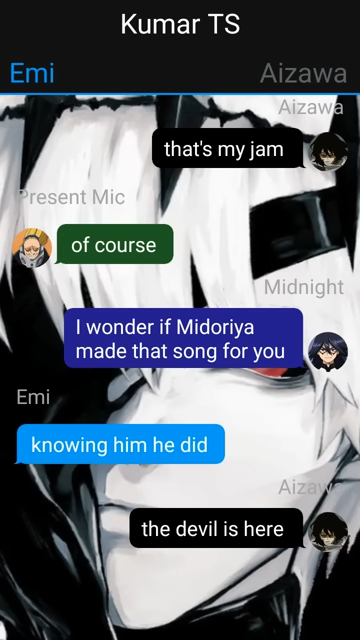 Kumar TS
Emi
Aizawa
Aizawa
that's my jam
Present Mic
of course
Midnight
I wonder if Midoriya
made that song for you
Emi
knowing him he did
Aizawa
the devil is here